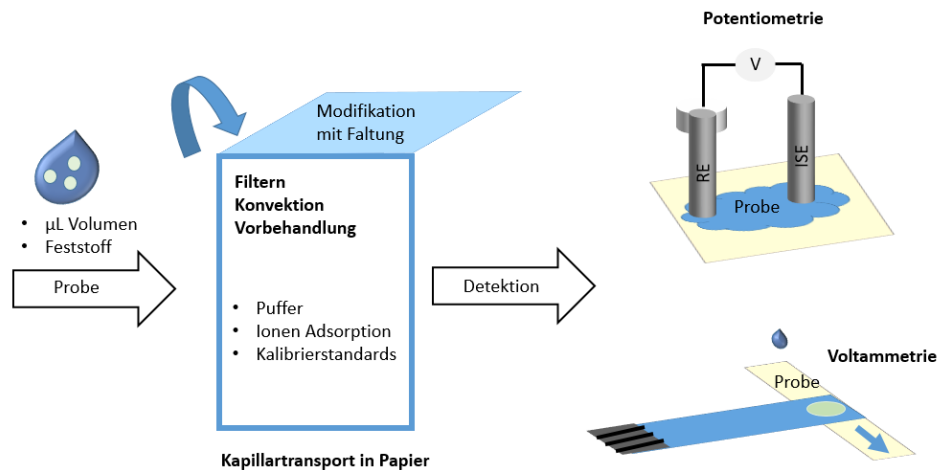 Potentiometrie
V
Modifikation
mit Faltung
RE
ISE
Filtern
Konvektion
Vorbehandlung
Probe
• µL Volumen
• Feststoff
Probe
Detektion
• Puffer
• Ionen Adsorption
• Kalibrierstandards
Voltammetrie
Probe
Kapillartransport in Papier